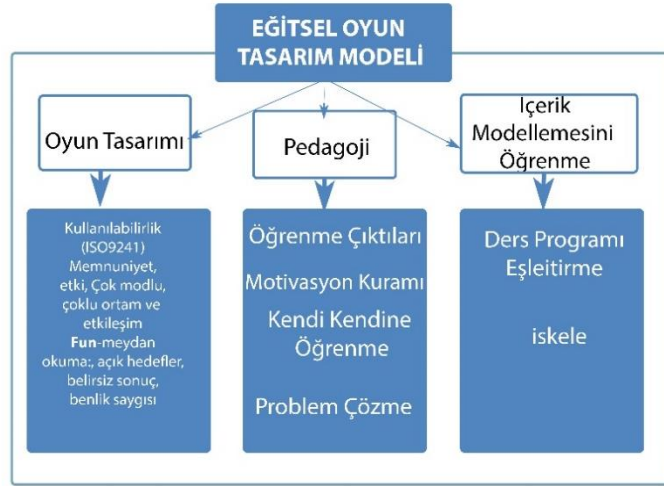 EĞİTSEL OYUN
TASARIM MODELİ
Oyun Tasarımı
Pedagoji
İçerik
Modellemesini
Öğrenme
Kullanılabilirlik
(ISO9241)
Memnuniyet,
etki, Çok modlu,
çoklu ortam ve
etkileşim
Fun-meydan
okuma:, açık hedefler,
belirsiz sonuç,
benlik saygısı
Öğrenme Çıktıları
Motivasyon Kuramı
Kendi Kendine
Öğrenme
Problem Çözme
Ders Programı
Eşleitirme
iskele